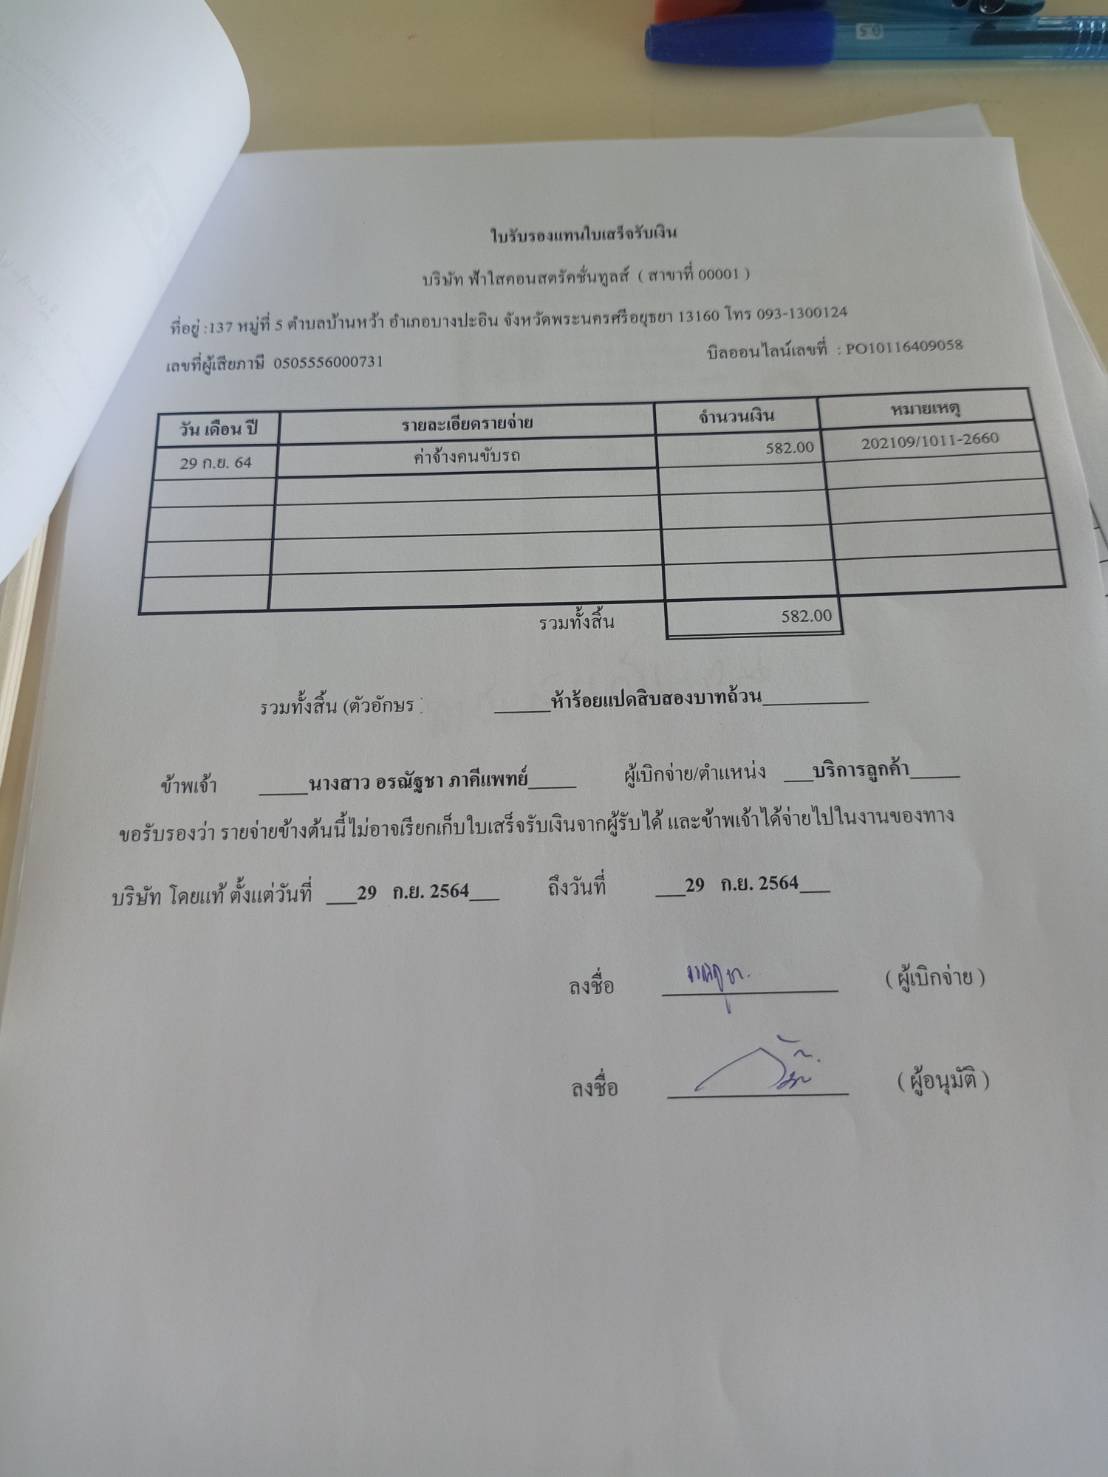 ใบรับรองแทนใบเสร็จรับเงิน
บริษัท ฟ้าใสคอนสตรัคชั่นทูลส์ ( สาขาที่ 00001 )
ที่อยู่ :137 หมู่ที่ 5 ตำบลบ้านหว้า อำเภอบางปะอิน จังหวัดพระนครศรีอยุธยา 13160 โทร 093-1300124
เลขที่ผู้เสียภาษี 0505556000731 บิลออนไลน์เลขที่ : PO10116409058
วัน เดือน ปี รายละเอียดรายจ่าย จำนวนเงิน หมายเหตุ
29 ก.ย. 64 ค่าจ้างคนขับรถ 582.00 202109/1011-2660
รวมทั้งสิ้น 582.00
รวมทั้งสิ้น (ตัวอักษร ห้าร้อยแปดสิบสองบาทถ้วน
ข้าพเจ้า นางสาว อรณัฐชา ภาคีแพทย์ ผู้เบิกจ่าย/ตำแหน่ง บริการลูกค้า
ขอรับรองว่า รายจ่ายข้างต้นนี้ไม่อาจเรียกเก็บใบเสร็จรับเงินจากผู้รับได้ และข้าพเจ้าได้จ่ายไปในงานของทาง
บริษัท โดยแท้ ตั้งแต่วันที่ 29 ก.ย. 2564 ถึงวันที่ 29 ก.ย. 2564
ลงชื่อ ( ผู้เบิกจ่าย )
ลงชื่อ ( ผู้อนุมัติ )